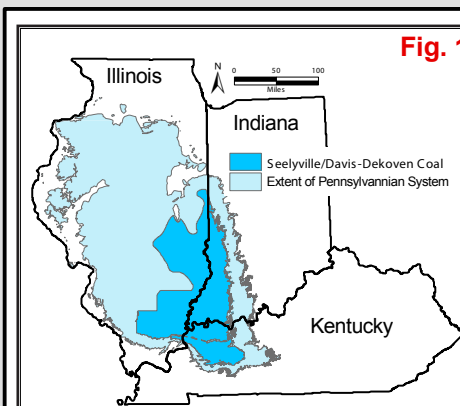 Fig. 1
Illinois
N
0 50 100
Miles
Indiana
Seelyville/Davis-Dekoven Coal
Extent of Pennsylvannian System
Kentucky